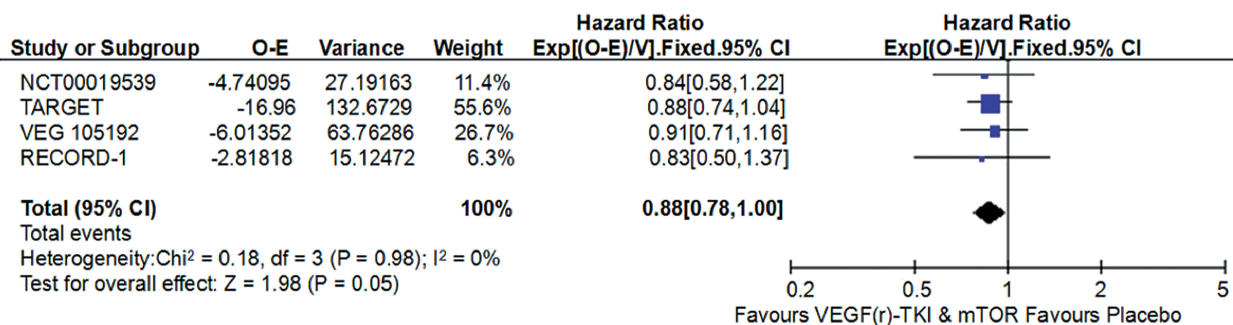 Hazard Ratio Hazard Ratio
Study or Subgroup O-E Variance Weight Exp[(O-E)/V].Fixed.95% CI Exp[(O-E)/V].Fixed.95% CI
NCT00019539 -4.74095 27.19163 11.4% 0.84[0.58,1.22]
TARGET -16.96 132.6729 55.6% 0.88[0.74,1.04]
VEG 105192 -6.01352 63.76286 26.7% 0.91[0.71,1.16]
RECORD-1 -2.81818 15.12472 6.3% 0.83[0.50,1.37]
Total (95% CI) 100% 0.88[0.78,1.00]
Total events
Heterogeneity:Chi² = 0.18, df = 3 (P = 0.98); I² = 0%
Test for overall effect: Z = 1.98 (P = 0.05)
0.2 0.5 1 2 5
Favours VEGF(r)-TKI & mTOR Favours Placebo